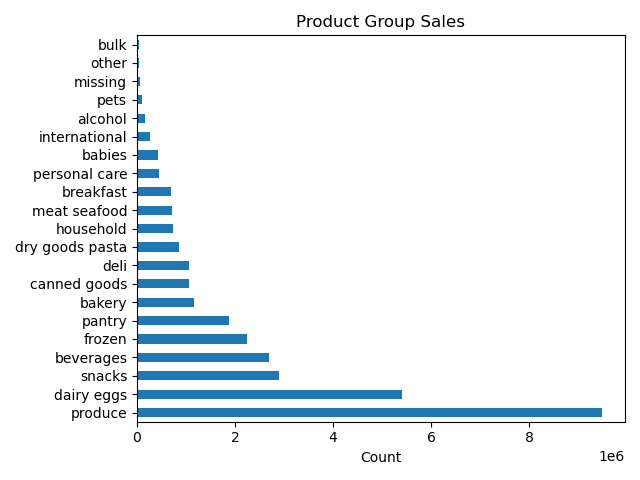 Product Group Sales
bulk
other
missing
pets
alcohol
international
babies
personal care
breakfast
meat seafood
household
dry goods pasta
deli
canned goods
bakery
pantry
frozen
beverages
snacks
dairy eggs
produce
0 2 4 6 8
1e6
Count